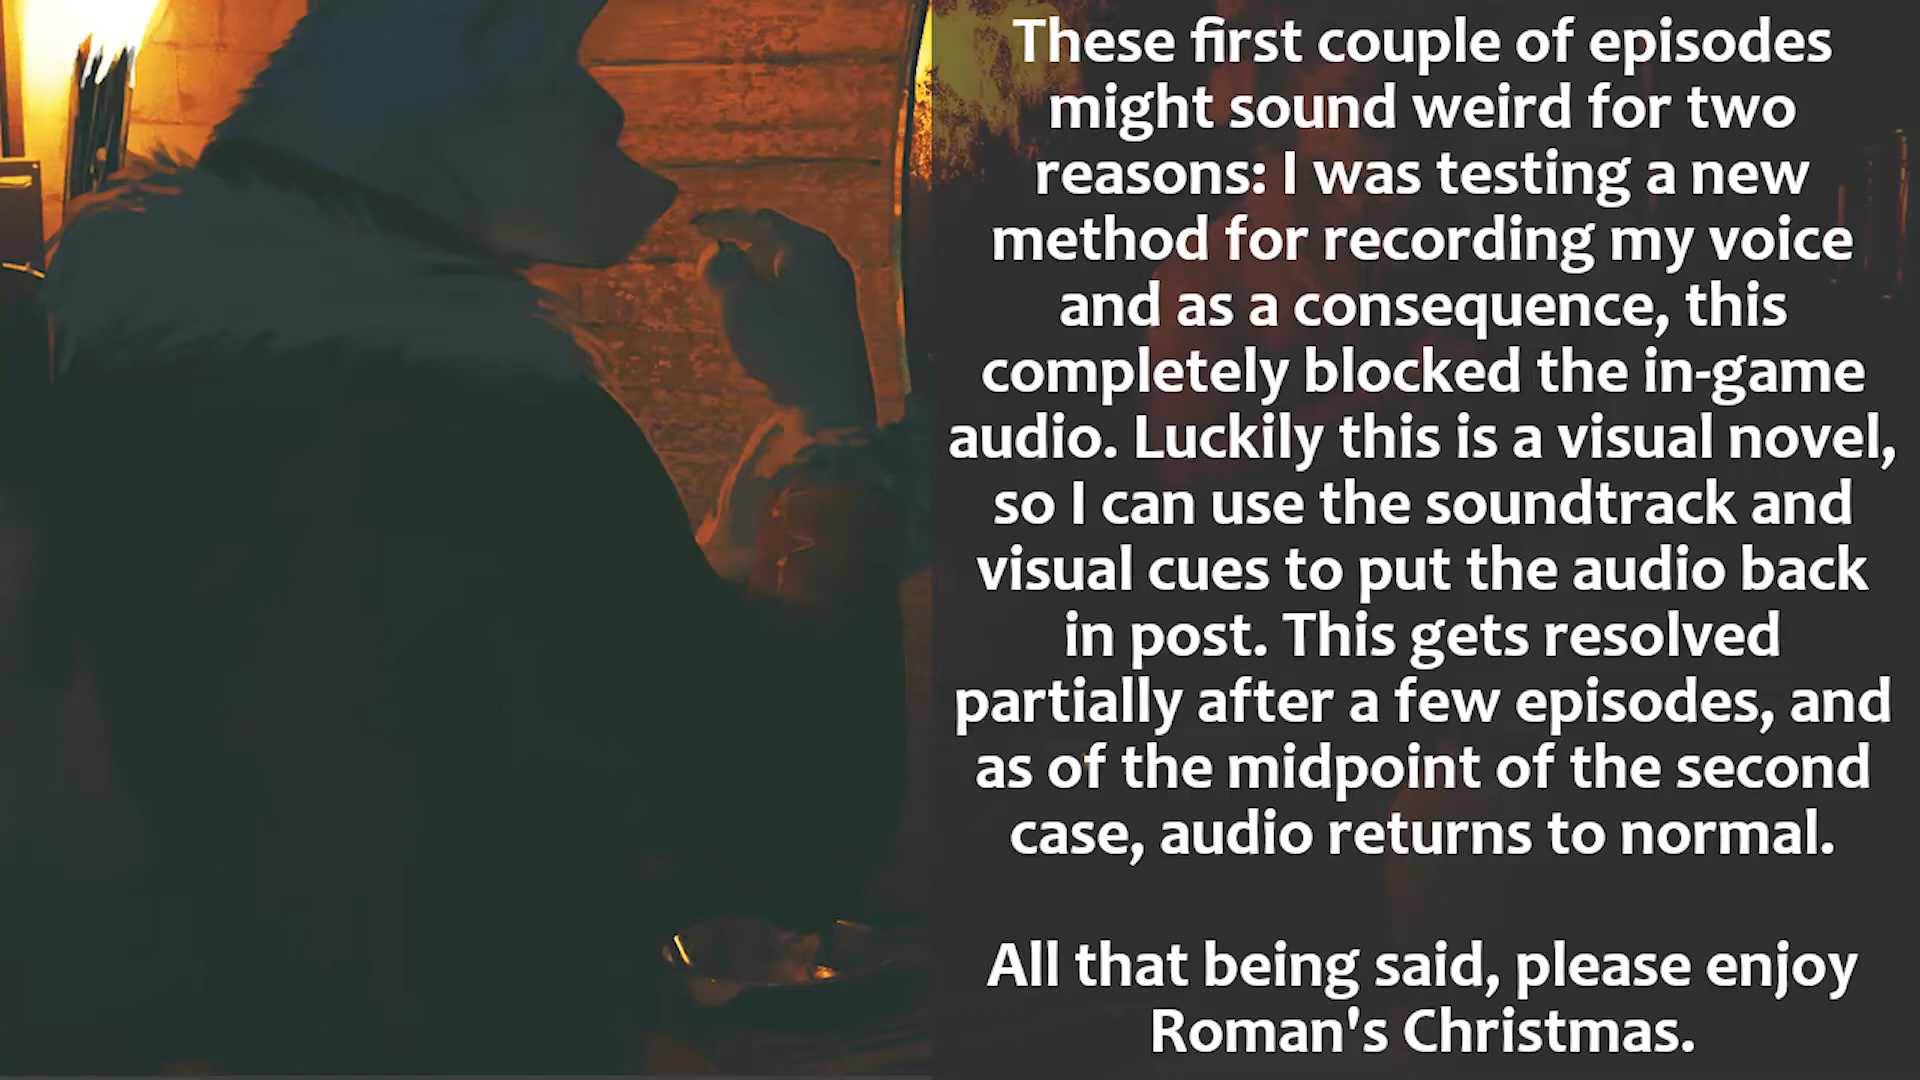 These first couple of episodes
might sound weird for two
reasons: I was testing a new
method for recording my voice
and as a consequence, this
completely blocked the in-game
audio. Luckily this is a visual novel,
so I can use the soundtrack and
visual cues to put the audio back
in post. This gets resolved
partially after a few episodes, and
as of the midpoint of the second
case, audio returns to normal.
All that being said, please enjoy
Roman's Christmas.